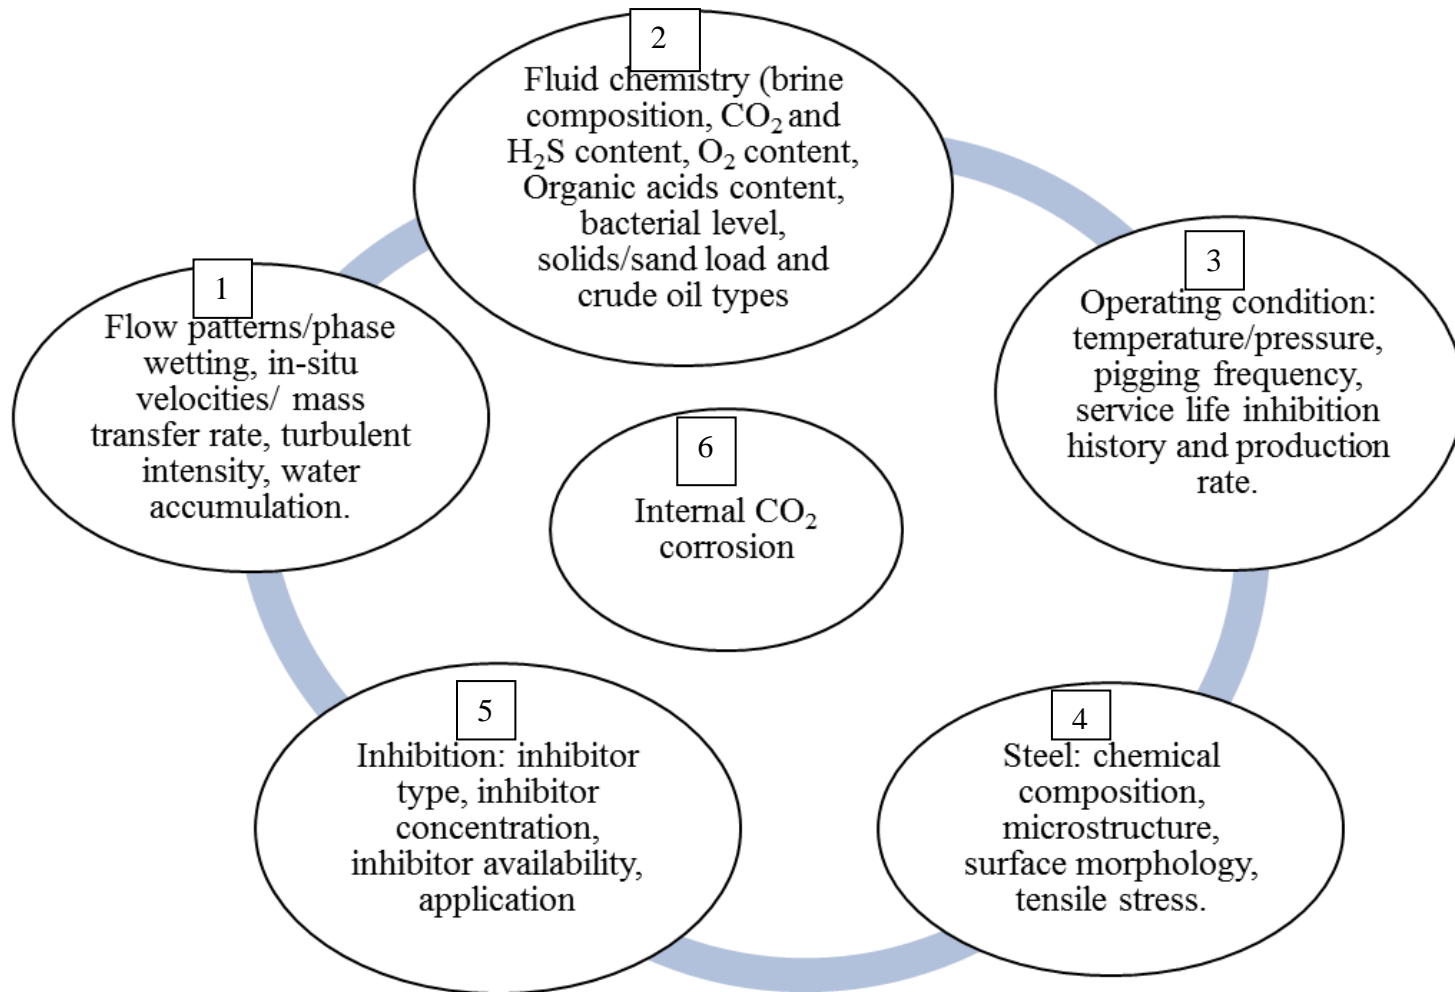 1
Flow patterns/phase
wetting, in-situ
velocities/ mass
transfer rate, turbulent
intensity, water
accumulation.
2
Fluid chemistry (brine
composition, CO₂ and
H₂S content, O₂ content,
Organic acids content,
bacterial level,
solids/sand load and
crude oil types
3
Operating condition:
temperature/pressure,
pigging frequency,
service life inhibition
history and production
rate.
4
Steel: chemical
composition,
microstructure,
surface morphology,
tensile stress.
5
Inhibition: inhibitor
type, inhibitor
concentration,
inhibitor availability,
application
6
Internal CO₂
corrosion